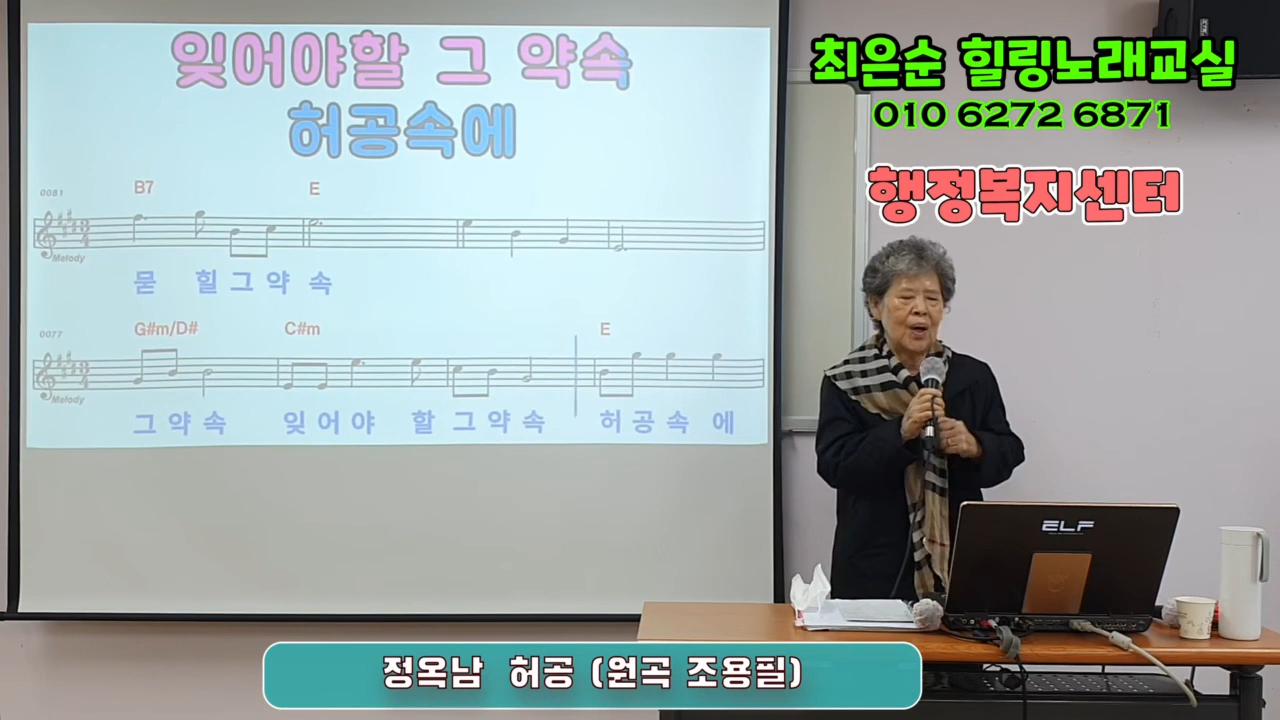 잊어야할 그 약속
허공속에
최은순 힐링노래교실
010 6272 6871
행정복지센터
0081 B7 E
Melody
묻 힐 그 약 속
0077 G#m/D# C#m E
Melody
그 약 속 잊 어 야 할 그 약 속 허 공 속 에
ELF
정옥남 허공 (원곡 조용필)